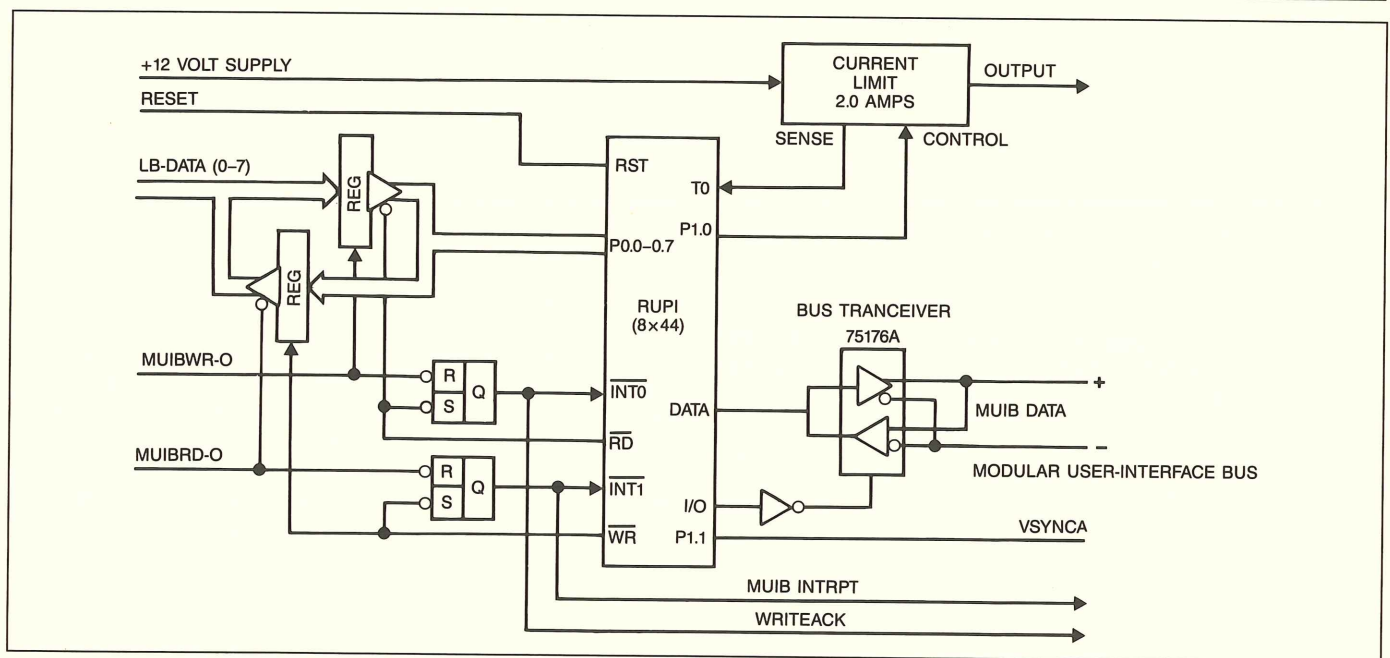 +12 VOLT SUPPLY
RESET
LB-DATA (0–7)
REG
REG
MUIBWR-O
MUIBRD-O
R
S
Q
R
S
Q
CURRENT
LIMIT
2.0 AMPS
OUTPUT
SENSE
CONTROL
RST
T0
P1.0
P0.0–0.7
RUPI
(8×44)
INT0
RD
INT1
WR
DATA
I/O
P1.1
BUS TRANCEIVER
75176A
+
MUIB DATA
–
MODULAR USER-INTERFACE BUS
VSYNCA
MUIB INTRPT
WRITEACK